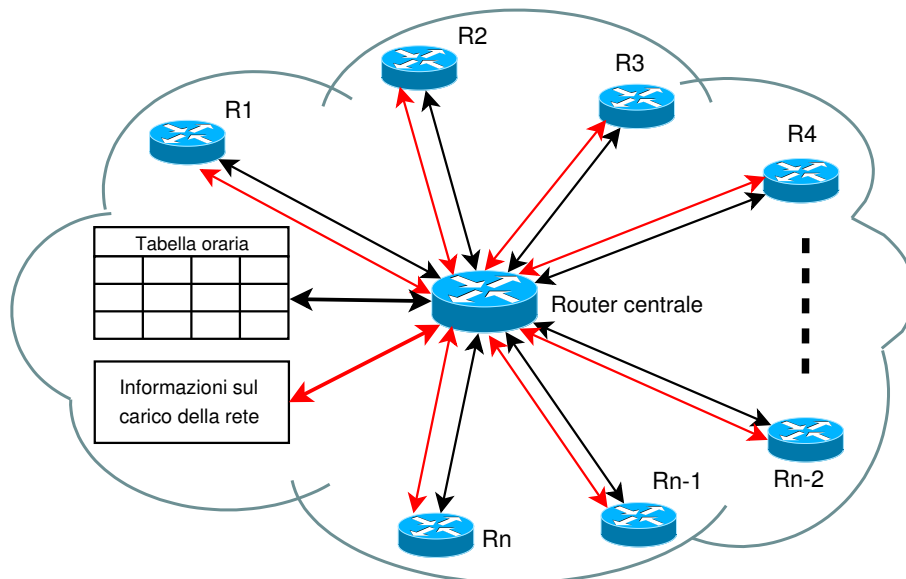 R2
R3
R1
R4
Tabella oraria
Router centrale
Informazioni sul
carico della rete
Rn-1
Rn-2
Rn